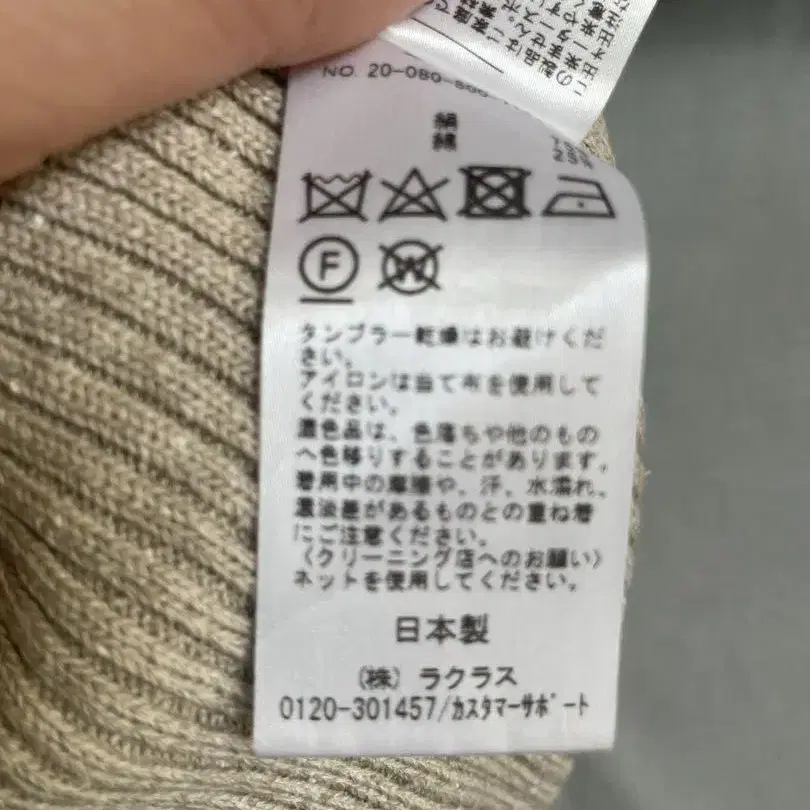 NO. 20-080-
絹
綿
F
W
タンブラー乾燥はお避けくだ
さい。
アイロンは当て布を使用して
ください。
濃色品は、色落ちや他のもの
へ色移りすることがあります。
着用中の摩擦や、汗、水濡れ、
濃淡差があるものとの重ね着
にご注意ください。
〈クリーニング店へのお願い〉
ネットを使用してください。
日本製
(株) ラクラス
0120-301457/カスタマーサポート